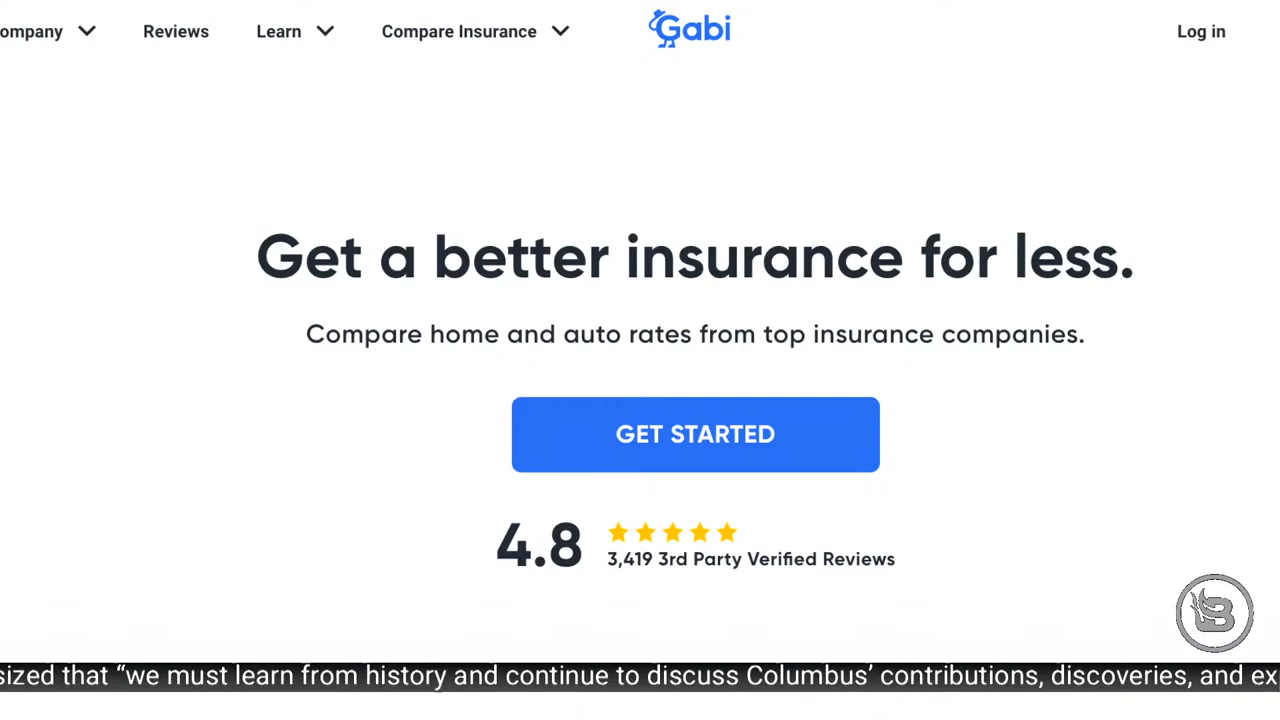 ompany Reviews Learn Compare Insurance Gabi Log in
Get a better insurance for less.
Compare home and auto rates from top insurance companies.
GET STARTED
4.8
3,419 3rd Party Verified Reviews
sized that “we must learn from history and continue to discuss Columbus’ contributions, discoveries, and ex